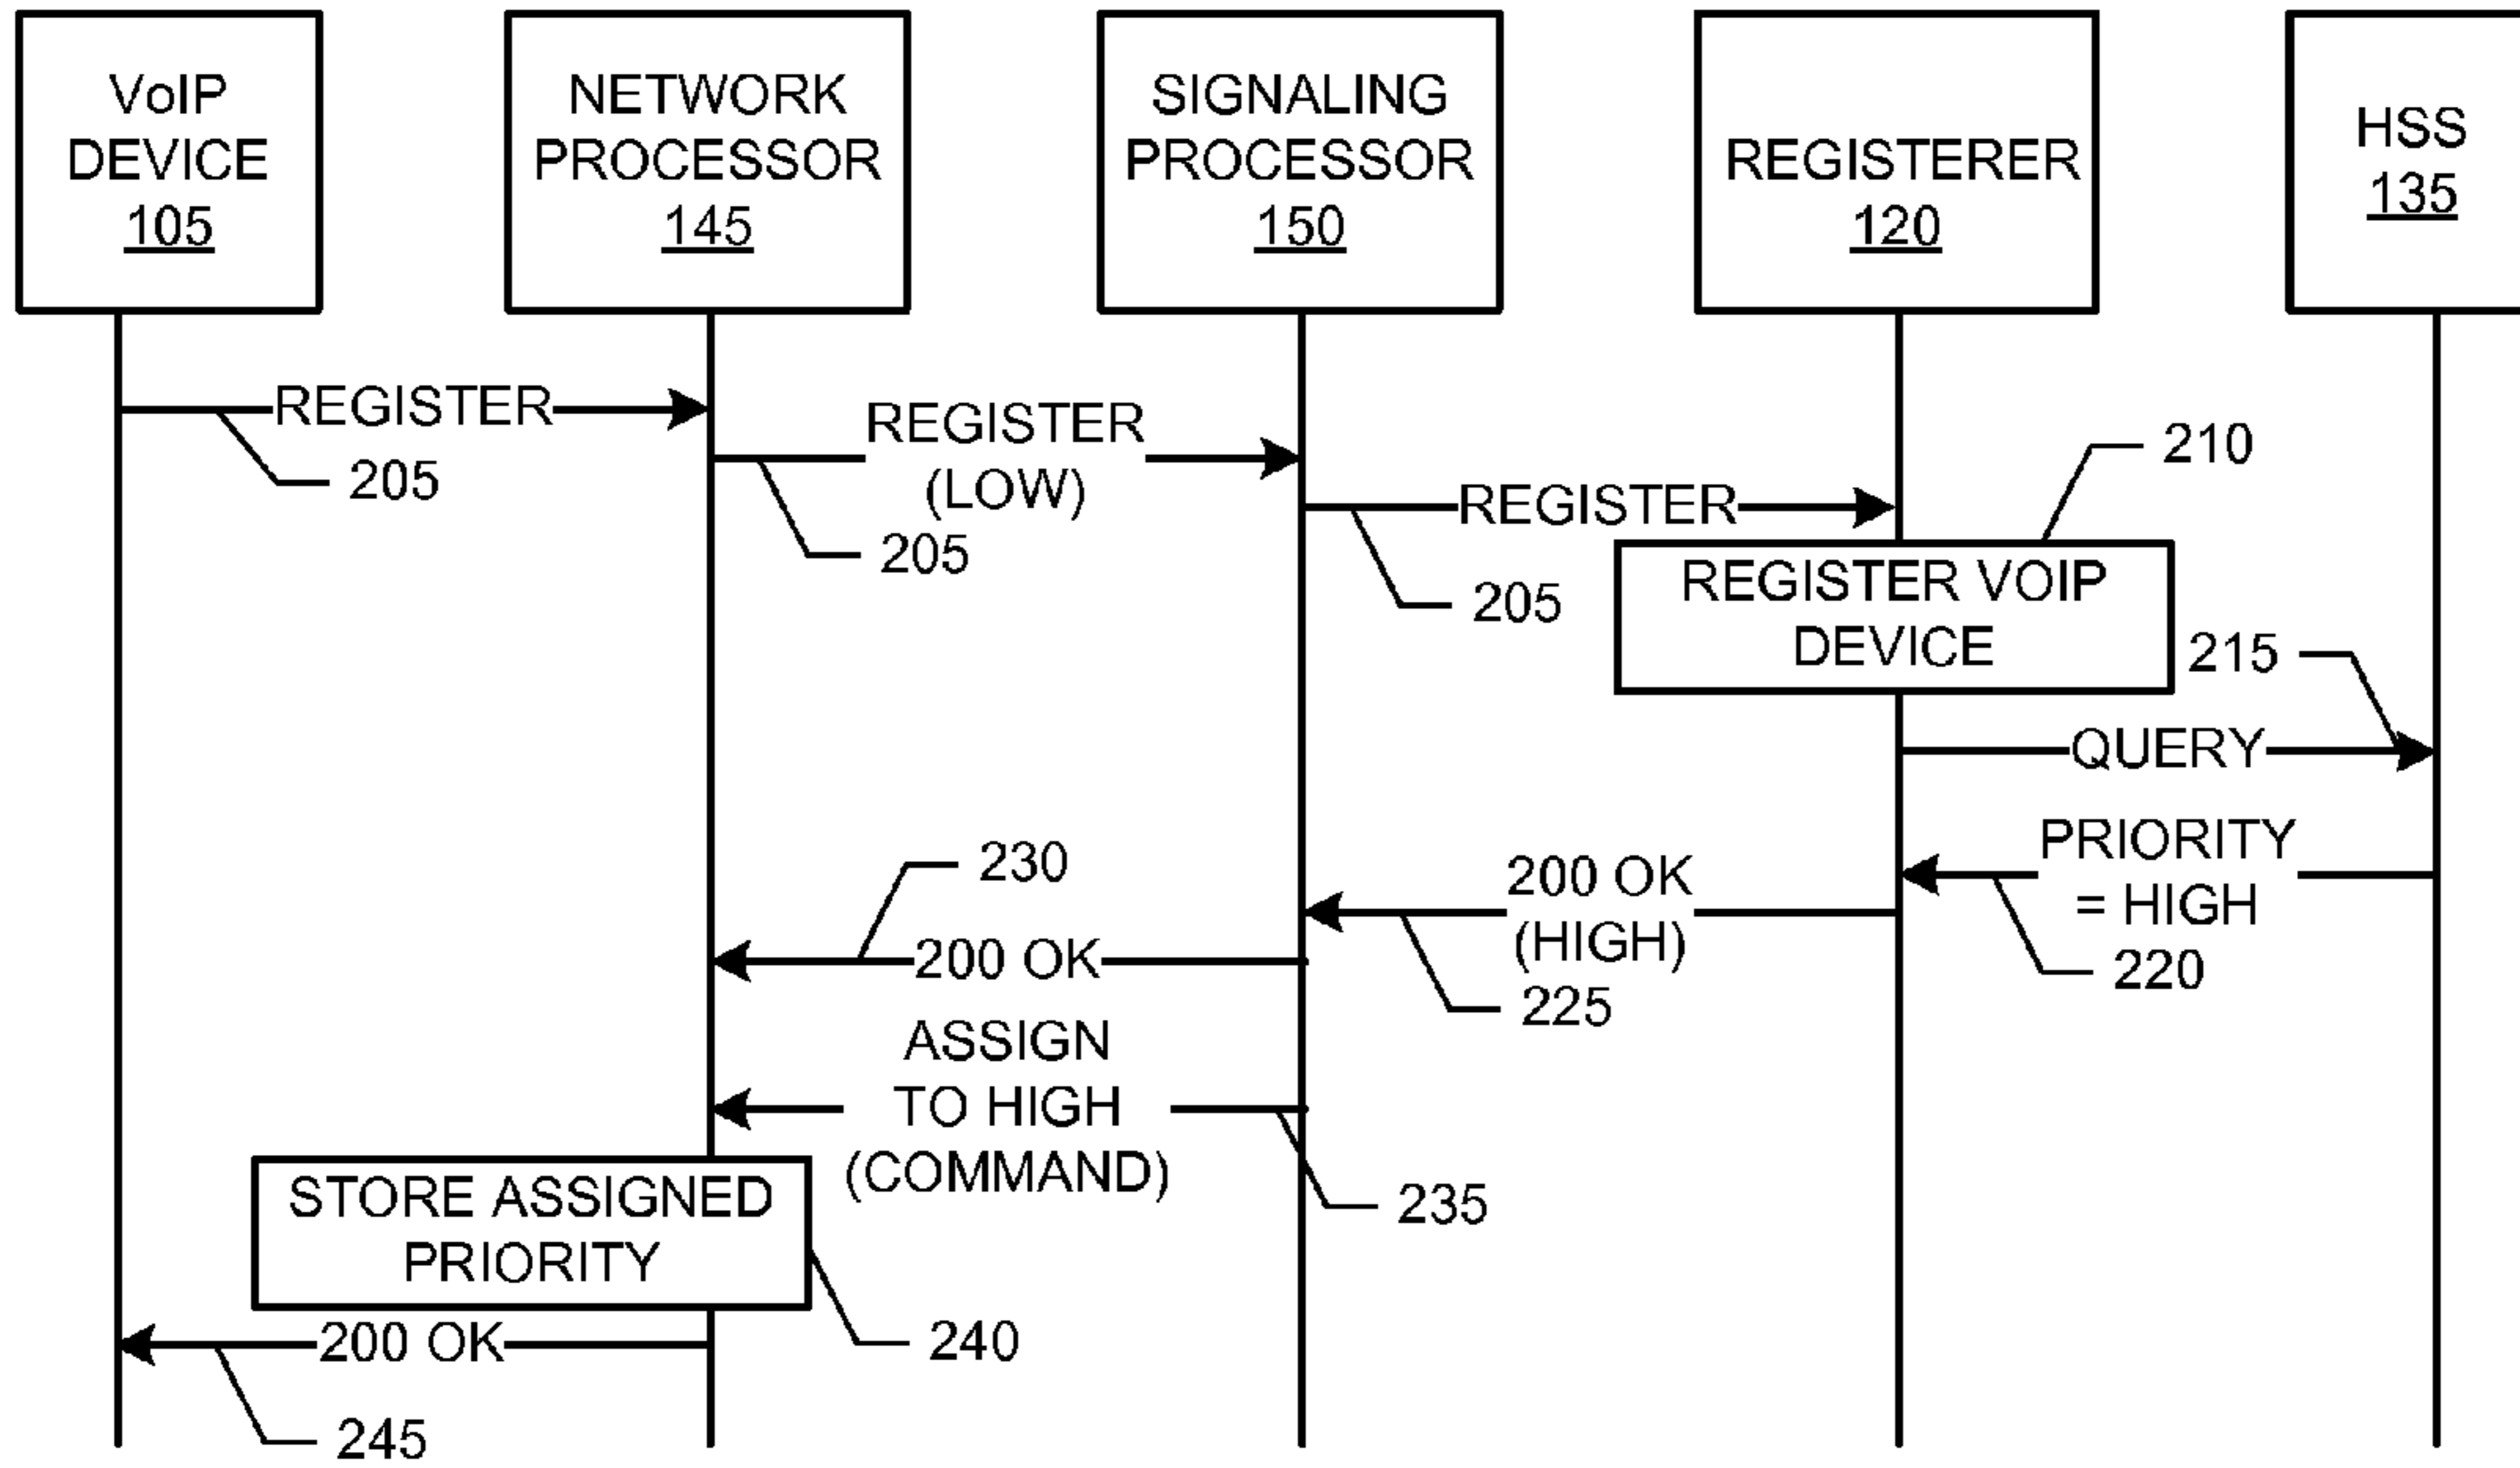 VoIP
DEVICE
105
NETWORK
PROCESSOR
145
SIGNALING
PROCESSOR
150
REGISTERER
120
HSS
135
REGISTER
205
REGISTER
(LOW)
205
REGISTER
205
210
REGISTER VOIP
DEVICE
215
QUERY
PRIORITY
= HIGH
220
200 OK
(HIGH)
225
230
200 OK
ASSIGN
TO HIGH
(COMMAND)
235
STORE ASSIGNED
PRIORITY
240
200 OK
245